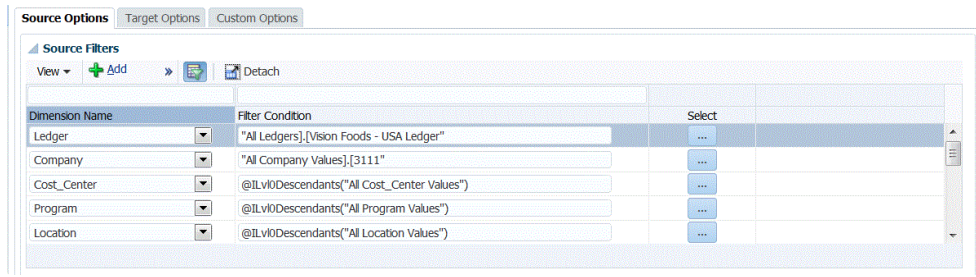 Source Options Target Options Custom Options
Source Filters
View Add » Detach
Dimension Name Filter Condition Select
Ledger "All Ledgers].[Vision Foods - USA Ledger" ...
Company "All Company Values].[3111" ...
Cost_Center @ILvl0Descendants("All Cost_Center Values") ...
Program @ILvl0Descendants("All Program Values") ...
Location @ILvl0Descendants("All Location Values") ...